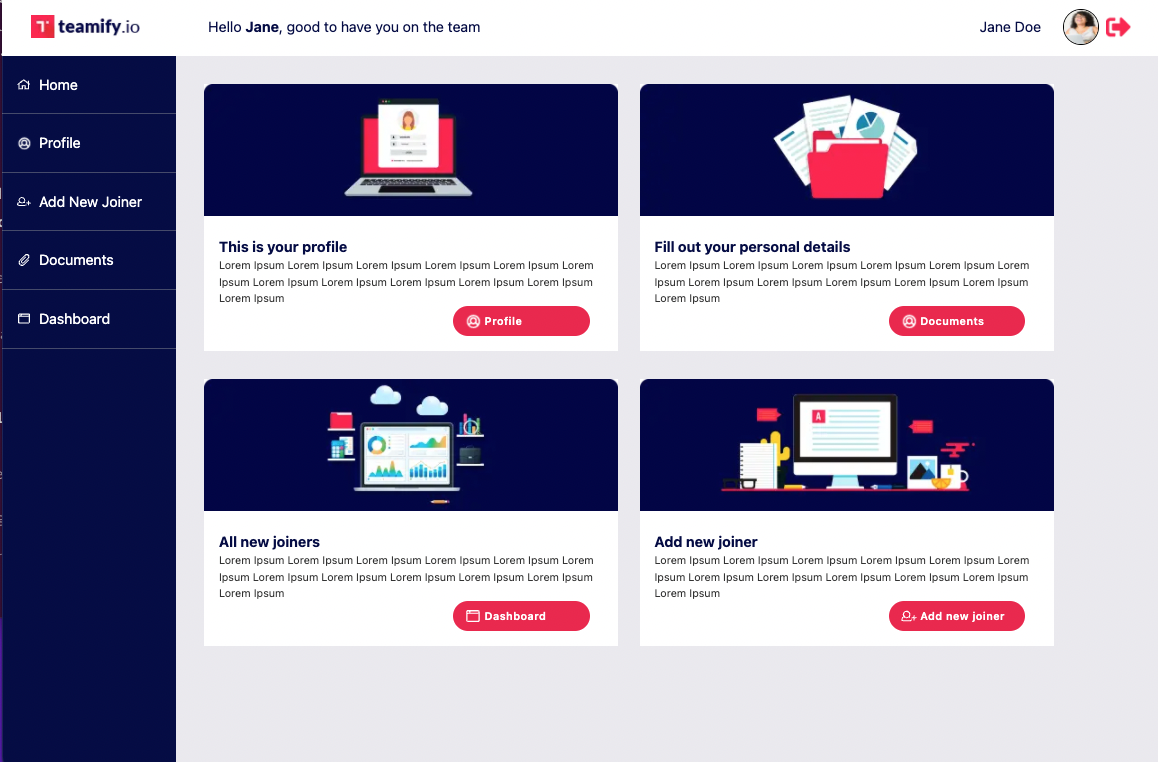 teamify.io
Hello Jane, good to have you on the team
Jane Doe
Home
Profile
Add New Joiner
Documents
Dashboard
This is your profile
Lorem Ipsum Lorem Ipsum Lorem Ipsum Lorem Ipsum Lorem Ipsum Lorem
Ipsum Lorem Ipsum Lorem Ipsum Lorem Ipsum Lorem Ipsum Lorem Ipsum
Lorem Ipsum
Profile
Fill out your personal details
Lorem Ipsum Lorem Ipsum Lorem Ipsum Lorem Ipsum Lorem Ipsum Lorem
Ipsum Lorem Ipsum Lorem Ipsum Lorem Ipsum Lorem Ipsum Lorem Ipsum
Lorem Ipsum
Documents
All new joiners
Lorem Ipsum Lorem Ipsum Lorem Ipsum Lorem Ipsum Lorem Ipsum Lorem
Ipsum Lorem Ipsum Lorem Ipsum Lorem Ipsum Lorem Ipsum Lorem Ipsum
Lorem Ipsum
Dashboard
A
Add new joiner
Lorem Ipsum Lorem Ipsum Lorem Ipsum Lorem Ipsum Lorem Ipsum Lorem
Ipsum Lorem Ipsum Lorem Ipsum Lorem Ipsum Lorem Ipsum Lorem Ipsum
Lorem Ipsum
Add new joiner